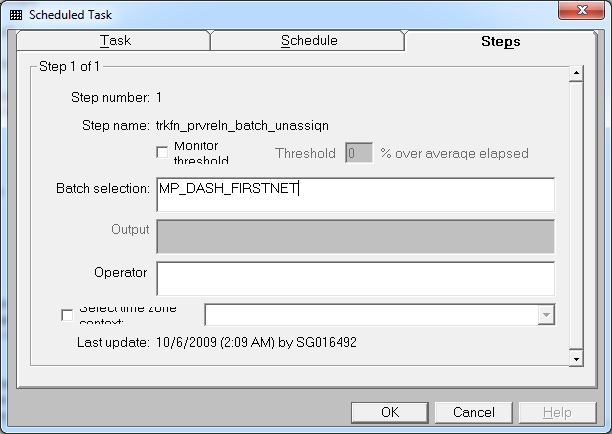 Scheduled Task
Task Schedule Steps
Step 1 of 1
Step number: 1
Step name: trkfn_prvreln_batch_unassign
Monitor threshold
Threshold 0 % over average elapsed
Batch selection: MP_DASH_FIRSTNET
Output
Operator
Select time zone context:
Last update: 10/6/2009 (2:09 AM) by SG016492
OK Cancel Help